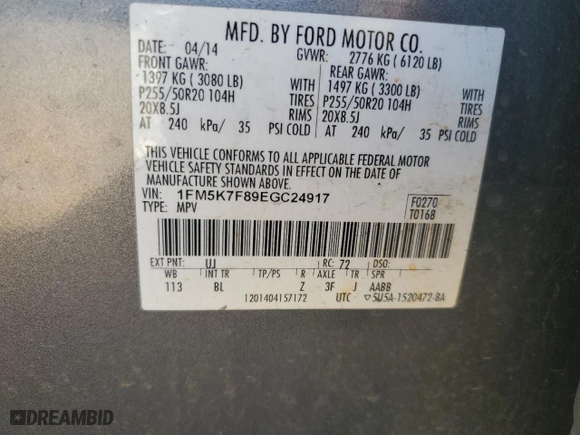 MFD. BY FORD MOTOR CO.
DATE: 04/14 GVWR: 2776 KG ( 6120 LB)
FRONT GAWR: REAR GAWR:
1397 KG ( 3080 LB) 1497 KG ( 3300 LB)
P255/50R20 104H TIRES P255/50R20 104H TIRES
20X8.5J RIMS 20X8.5J RIMS
AT 240 kPa/ 35 PSI COLD AT 240 kPa/ 35 PSI COLD
THIS VEHICLE CONFORMS TO ALL APPLICABLE FEDERAL MOTOR
VEHICLE SAFETY STANDARDS IN EFFECT ON THE DATE OF
MANUFACTURE SHOWN ABOVE.
VIN: 1FM5K7F89EGC24917 F0270
TYPE: MPV T0168
EXT PNT: UJ RC: 72 DSO:
WB INT TR TP/PS R AXLE TR SPR
113 BL Z 3F J AABB
1201404157172 UTC ▽5U5A-1520472-BA
DREAMBID